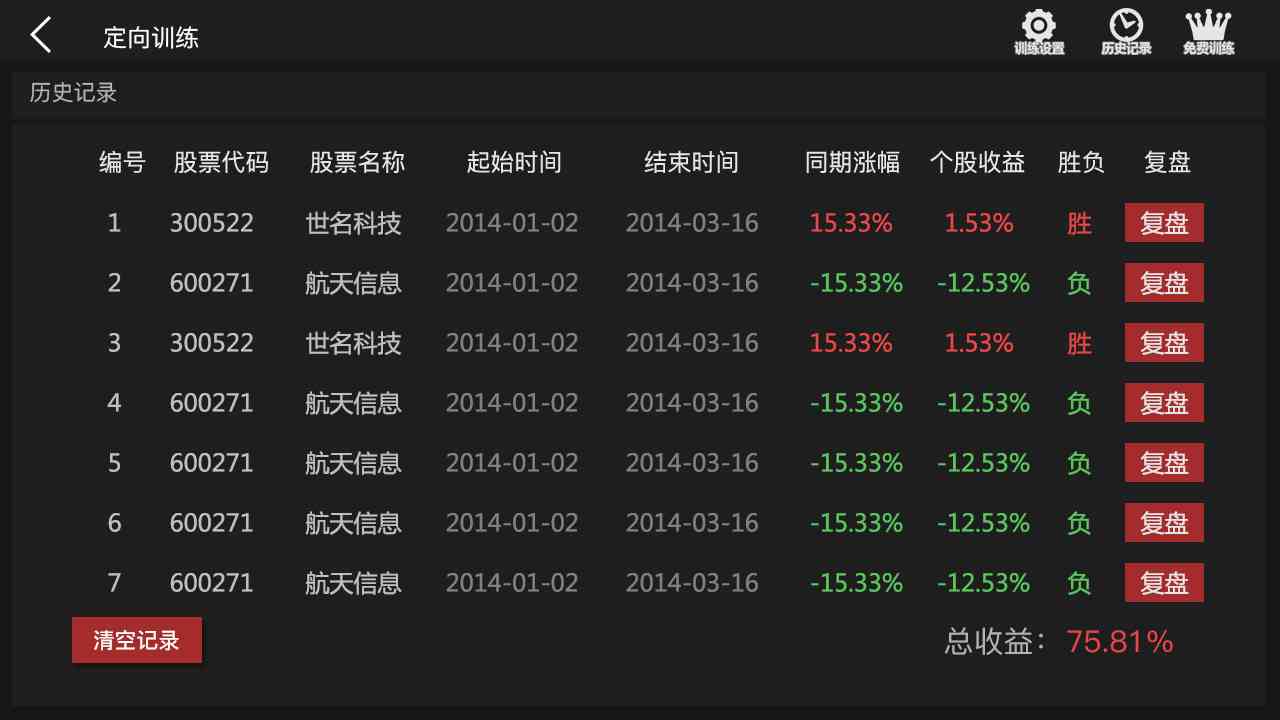 定向训练
训练设置 历史记录 免费训练
历史记录
编号 股票代码 股票名称 起始时间 结束时间 同期涨幅 个股收益 胜负 复盘
1 300522 世名科技 2014-01-02 2014-03-16 15.33% 1.53% 胜 复盘
2 600271 航天信息 2014-01-02 2014-03-16 -15.33% -12.53% 负 复盘
3 300522 世名科技 2014-01-02 2014-03-16 15.33% 1.53% 胜 复盘
4 600271 航天信息 2014-01-02 2014-03-16 -15.33% -12.53% 负 复盘
5 600271 航天信息 2014-01-02 2014-03-16 -15.33% -12.53% 负 复盘
6 600271 航天信息 2014-01-02 2014-03-16 -15.33% -12.53% 负 复盘
7 600271 航天信息 2014-01-02 2014-03-16 -15.33% -12.53% 负 复盘
清空记录 总收益：75.81%